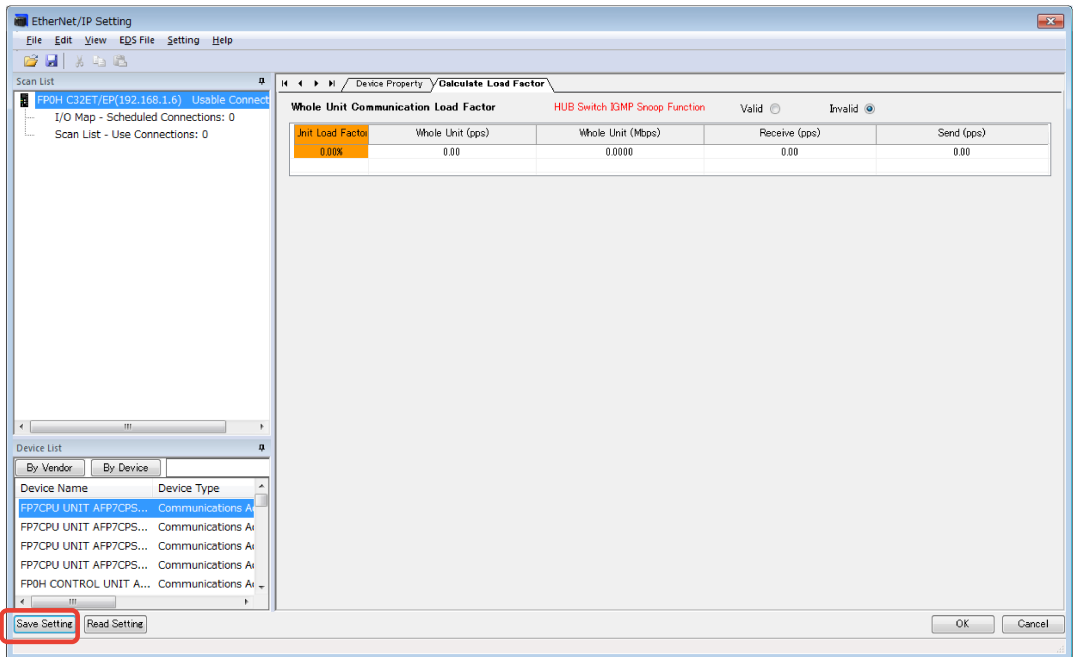 EtherNet/IP Setting
File Edit View EDS File Setting Help
Scan List
FP0H C32ET/EP(192.168.1.6) Usable Connect
I/O Map - Scheduled Connections: 0
Scan List - Use Connections: 0
Device Property Calculate Load Factor
Whole Unit Communication Load Factor HUB Switch IGMP Snoop Function Valid Invalid
Unit Load Factor Whole Unit (pps) Whole Unit (Mbps) Receive (pps) Send (pps)
0.00% 0.00 0.0000 0.00 0.00
Device List
By Vendor By Device
Device Name Device Type
FP7CPU UNIT AFP7CPS... Communications A
FP7CPU UNIT AFP7CPS... Communications A
FP7CPU UNIT AFP7CPS... Communications A
FP7CPU UNIT AFP7CPS... Communications A
FP0H CONTROL UNIT A... Communications A
Save Setting Read Setting OK Cancel